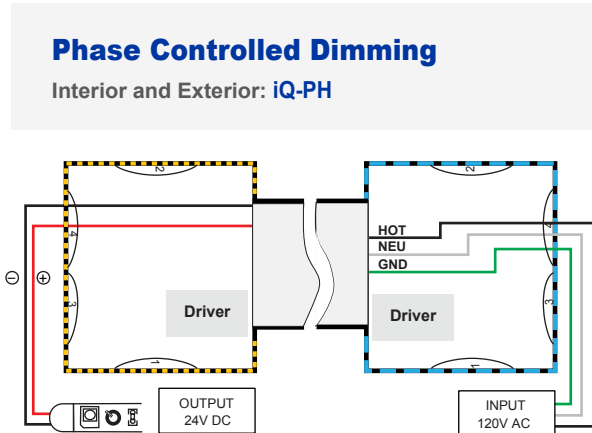 Phase Controlled Dimming
Interior and Exterior: iQ-PH
2
2
HOT
NEU
GND
4
4
3
3
Driver
Driver
1
1
OUTPUT
24V DC
INPUT
120V AC